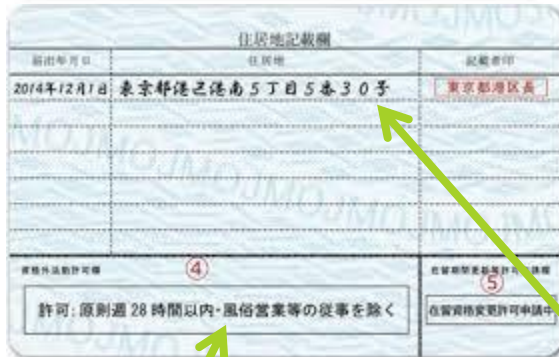 住居地記載欄
届出年月日 住居地 記載者印
2014年12月1日 東京都港区港南5丁目5番30号 東京都港区長
MOJMOJMOJMOJ
資格外活動許可欄 ④ 在留期間更新等許可申請欄 ⑤
許可:原則週28時間以内・風俗営業等の従事を除く 在留資格変更許可申請中